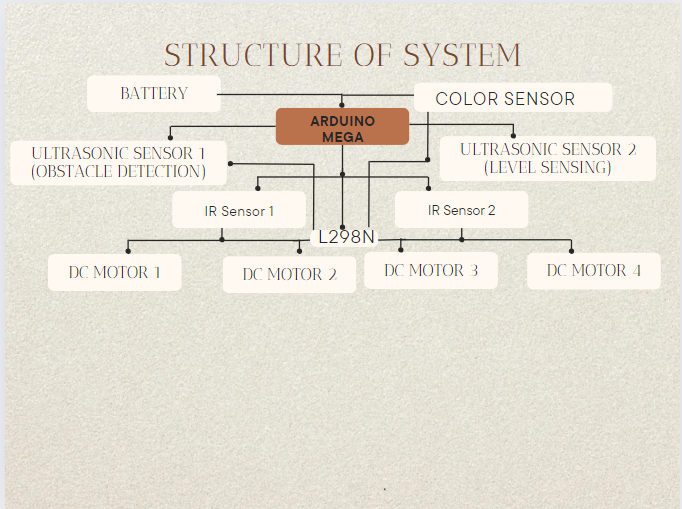 STRUCTURE OF SYSTEM
BATTERY
COLOR SENSOR
ARDUINO
MEGA
ULTRASONIC SENSOR 1
(OBSTACLE DETECTION)
ULTRASONIC SENSOR 2
(LEVEL SENSING)
IR Sensor 1
IR Sensor 2
L298N
DC MOTOR 1
DC MOTOR 2
DC MOTOR 3
DC MOTOR 4